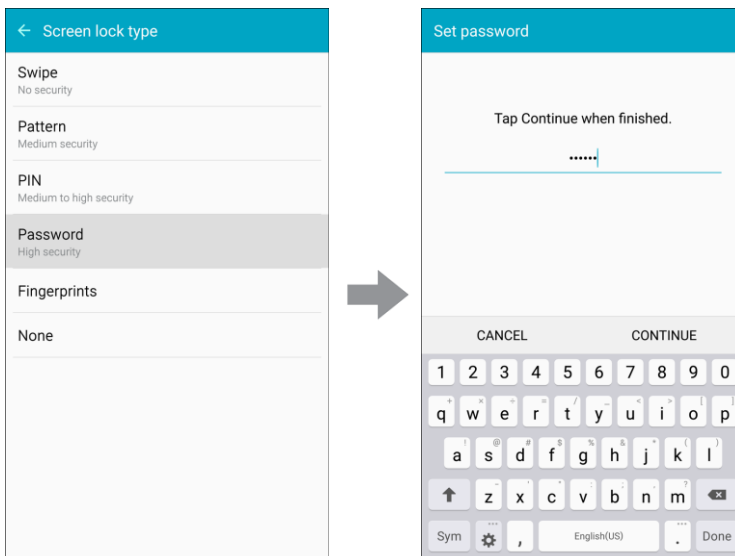 Screen lock type
Swipe
No security
Pattern
Medium security
PIN
Medium to high security
Password
High security
Fingerprints
None
Set password
Tap Continue when finished.
••••••
CANCEL CONTINUE
1 2 3 4 5 6 7 8 9 0
+ × ÷ = / _ < > [ ]
q w e r t y u i o p
! @ # $ % & * ( )
a s d f g h j k l
- ' " : ; , ?
z x c v b n m
Sym , English(US) . Done